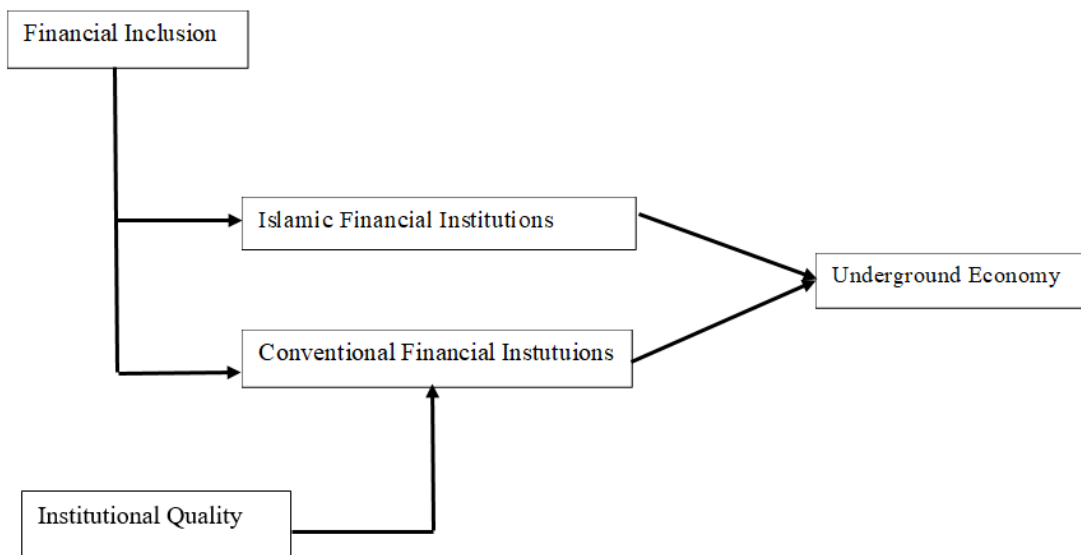 Financial Inclusion
Islamic Financial Institutions
Underground Economy
Conventional Financial Instutuions
Institutional Quality